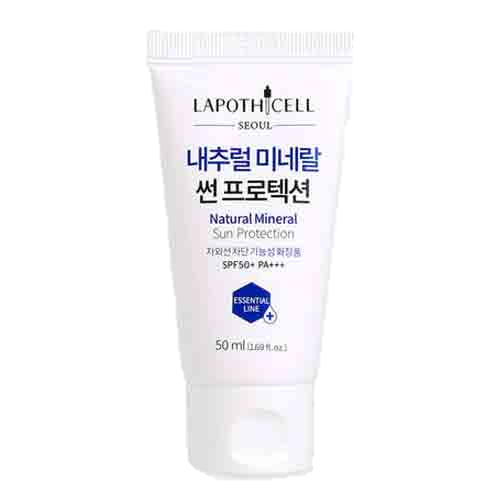 LAPOTHICELL
SEOUL
내추럴 미네랄
썬 프로텍션
Natural Mineral
Sun Protection
자외선차단기능성화장품
SPF50+ PA+++
ESSENTIAL
LINE
50 ml (1.69 fl.oz.)